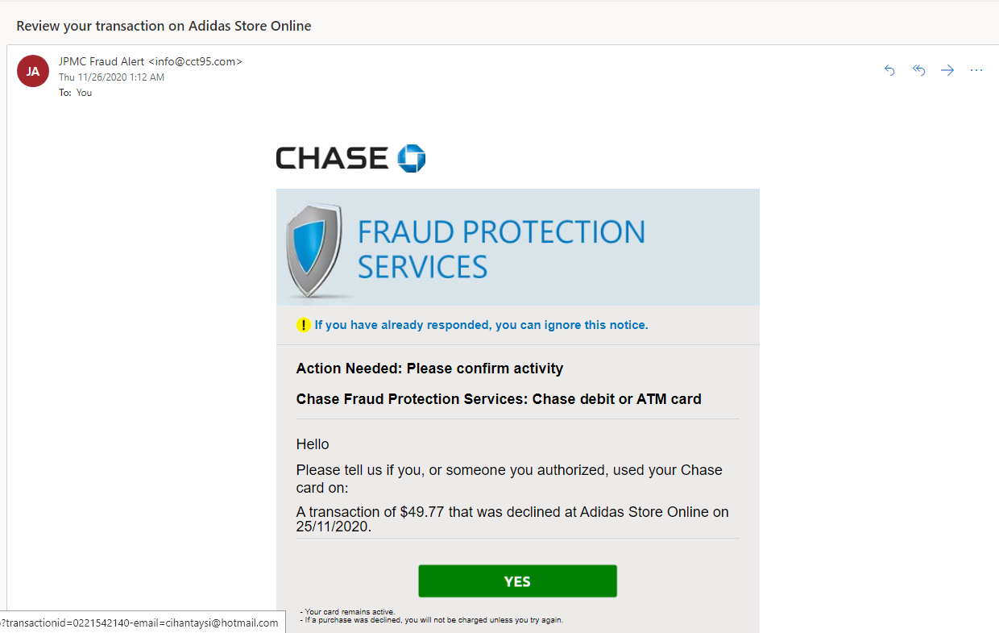 Review your transaction on Adidas Store Online
JA
JPMC Fraud Alert <info@cct95.com>
Thu 11/26/2020 1:12 AM
To: You
CHASE
FRAUD PROTECTION
SERVICES
! If you have already responded, you can ignore this notice.
Action Needed: Please confirm activity
Chase Fraud Protection Services: Chase debit or ATM card
Hello
Please tell us if you, or someone you authorized, used your Chase
card on:
A transaction of $49.77 that was declined at Adidas Store Online on
25/11/2020.
YES
- Your card remains active.
- If a purchase was declined, you will not be charged unless you try again.
?transactionid=0221542140-email=cihantaysi@hotmail.com